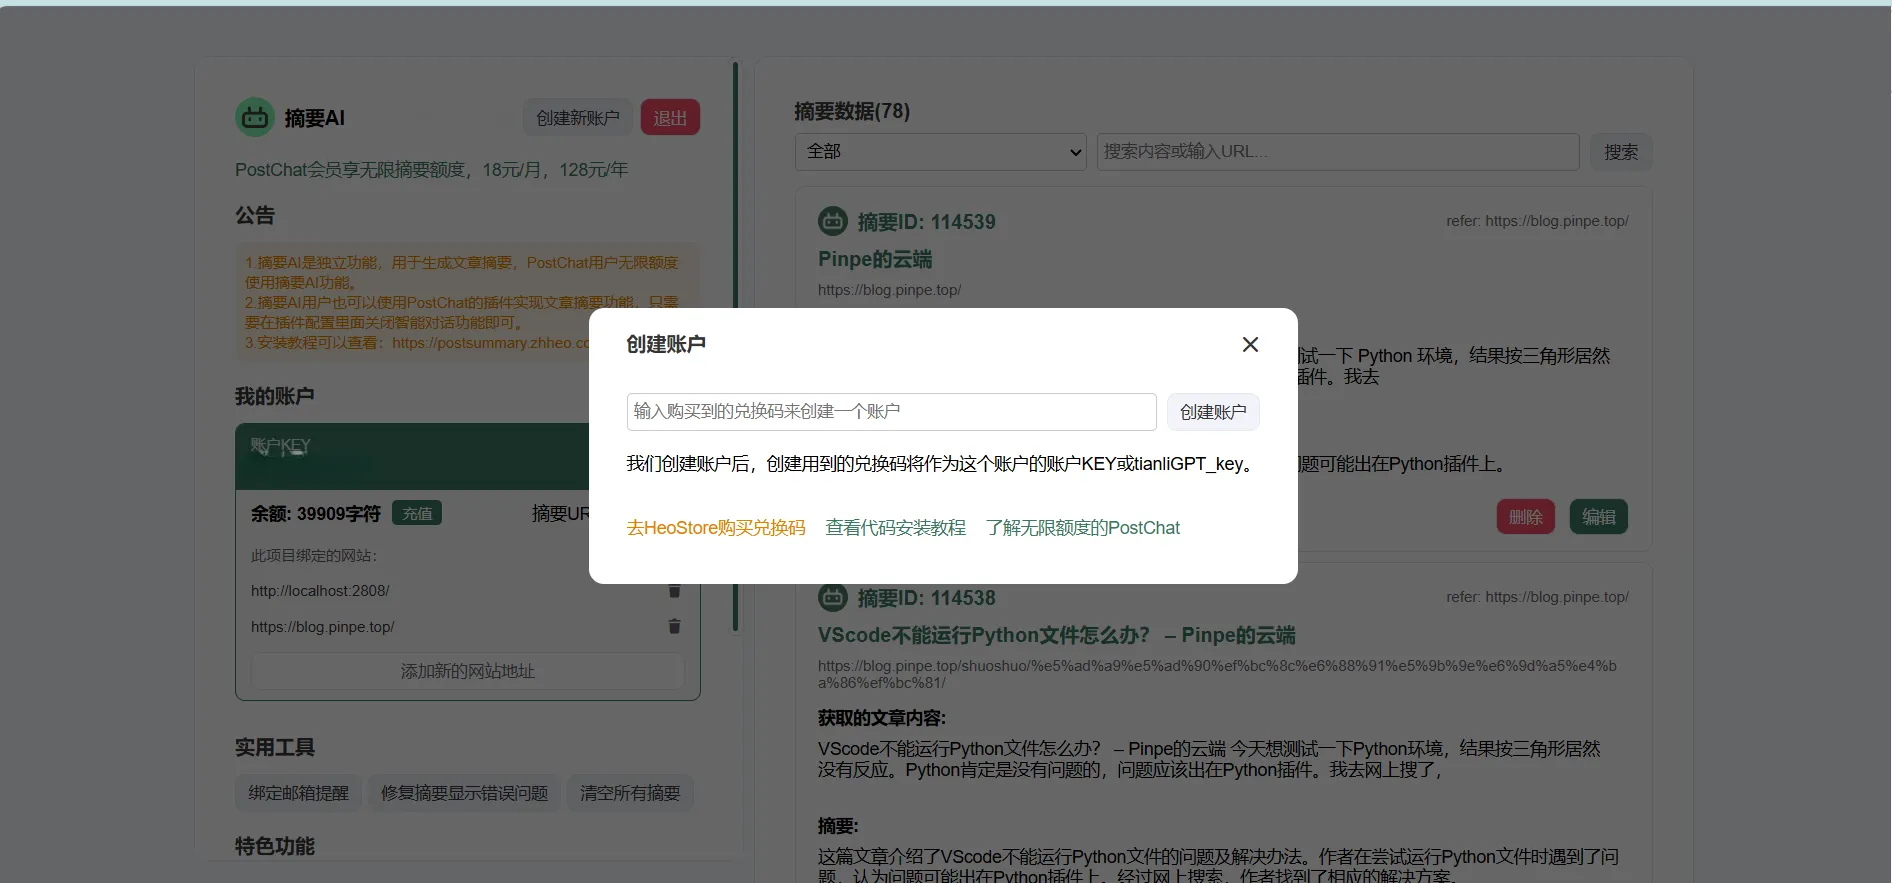 摘要AI
创建新账户
退出
PostChat会员享无限摘要额度，18元/月，128元/年
公告
1.摘要AI是独立功能，用于生成文章摘要，PostChat用户无限额度
使用摘要AI功能。
2.摘要AI用户也可以使用PostChat的插件实现文章摘要功能，只需
要在插件配置里面关闭智能对话功能即可。
3.安装教程可以查看：https://postsummary.zhheo.co
我的账户
账户KEY
余额: 39909字符
充值
摘要UR
此项目绑定的网站：
http://localhost:2808/
https://blog.pinpe.top/
添加新的网站地址
实用工具
绑定邮箱提醒
修复摘要显示错误问题
清空所有摘要
特色功能
创建账户
输入购买到的兑换码来创建一个账户
创建账户
我们创建账户后，创建用到的兑换码将作为这个账户的账户KEY或tianliGPT_key。
去HeoStore购买兑换码
查看代码安装教程
了解无限额度的PostChat
摘要数据(78)
全部
搜索内容或输入URL...
搜索
摘要ID: 114539
refer: https://blog.pinpe.top/
Pinpe的云端
https://blog.pinpe.top/
试一下 Python 环境，结果按三角形居然
插件。我去
问题可能出在Python插件上。
删除
编辑
摘要ID: 114538
refer: https://blog.pinpe.top/
VScode不能运行Python文件怎么办？ – Pinpe的云端
https://blog.pinpe.top/shuoshuo/%e5%ad%a9%e5%ad%90%ef%bc%8c%e6%88%91%e5%9b%9e%e6%9d%a5%e4%b
a%86%ef%bc%81/
获取的文章内容:
VScode不能运行Python文件怎么办？ – Pinpe的云端 今天想测试一下Python环境，结果按三角形居然
没有反应。Python肯定是没有问题的，问题应该出在Python插件。我去网上搜了，
摘要:
这篇文章介绍了VScode不能运行Python文件的问题及解决办法。作者在尝试运行Python文件时遇到了问
题，认为问题可能出在Python插件上。经过网上搜索，作者找到了相应的解决方案。